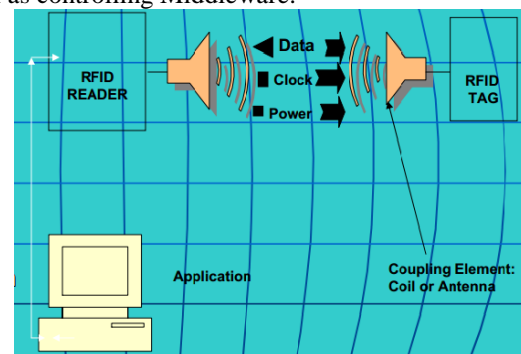 as controlling Middleware.
RFID
READER
Data
Clock
Power
RFID
TAG
Application
Coupling Element:
Coil or Antenna